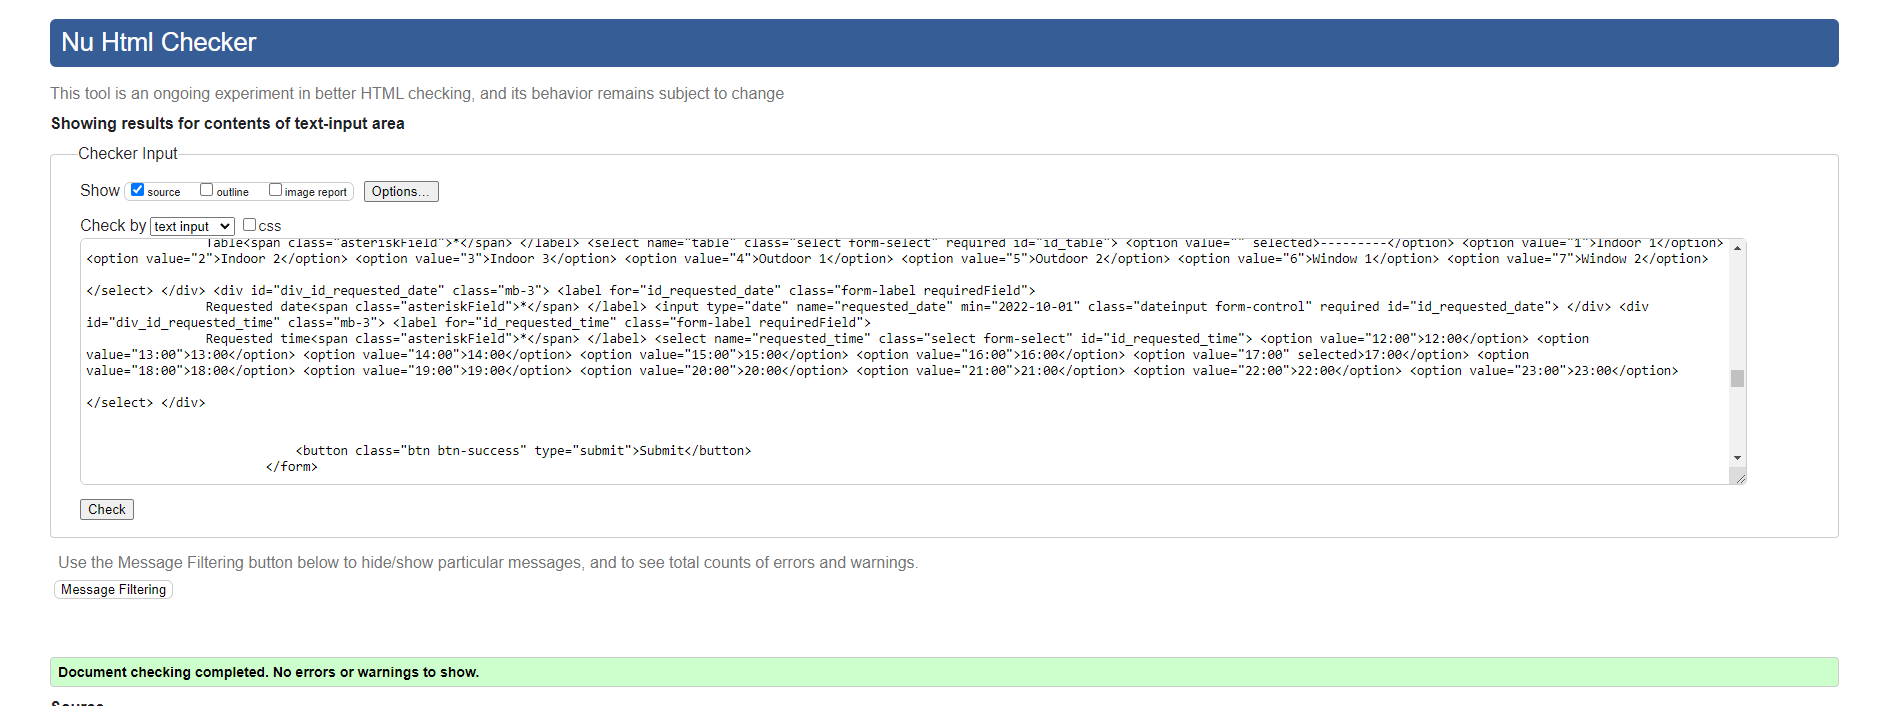 Nu Html Checker
This tool is an ongoing experiment in better HTML checking, and its behavior remains subject to change
Showing results for contents of text-input area
Checker Input
Show source outline image report Options...
Check by text input css
Table<span class="asteriskField">*</span> </label> <select name="table" class="select form-select" required id="id_table"> <option value="" selected>---------</option> <option value="1">Indoor 1</option>
<option value="2">Indoor 2</option> <option value="3">Indoor 3</option> <option value="4">Outdoor 1</option> <option value="5">Outdoor 2</option> <option value="6">Window 1</option> <option value="7">Window 2</option>
</select> </div> <div id="div_id_requested_date" class="mb-3"> <label for="id_requested_date" class="form-label requiredField">
Requested date<span class="asteriskField">*</span> </label> <input type="date" name="requested_date" min="2022-10-01" class="dateinput form-control" required id="id_requested_date"> </div> <div
id="div_id_requested_time" class="mb-3"> <label for="id_requested_time" class="form-label requiredField">
Requested time<span class="asteriskField">*</span> </label> <select name="requested_time" class="select form-select" id="id_requested_time"> <option value="12:00">12:00</option> <option
value="13:00">13:00</option> <option value="14:00">14:00</option> <option value="15:00">15:00</option> <option value="16:00">16:00</option> <option value="17:00" selected>17:00</option> <option
value="18:00">18:00</option> <option value="19:00">19:00</option> <option value="20:00">20:00</option> <option value="21:00">21:00</option> <option value="22:00">22:00</option> <option value="23:00">23:00</option>
</select> </div>
<button class="btn btn-success" type="submit">Submit</button>
</form>
Check
Use the Message Filtering button below to hide/show particular messages, and to see total counts of errors and warnings.
Message Filtering
Document checking completed. No errors or warnings to show.
Source